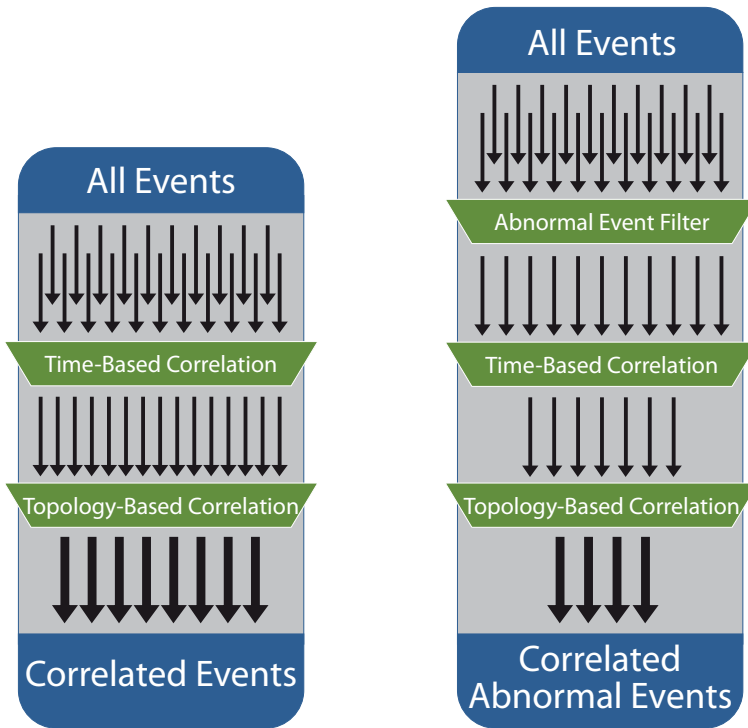 All Events
Time-Based Correlation
Topology-Based Correlation
Correlated Events
All Events
Abnormal Event Filter
Time-Based Correlation
Topology-Based Correlation
Correlated
Abnormal Events